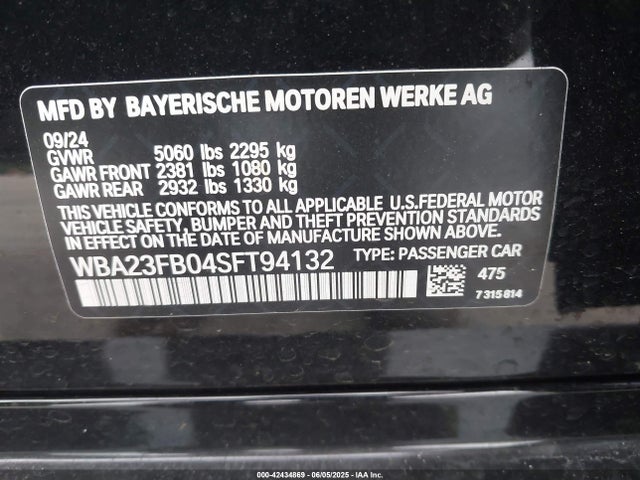 MFD BY BAYERISCHE MOTOREN WERKE AG
09/24
GVWR 5060 lbs 2295 kg
GAWR FRONT 2381 lbs 1080 kg
GAWR REAR 2932 lbs 1330 kg
THIS VEHICLE CONFORMS TO ALL APPLICABLE U.S.FEDERAL MOTOR
VEHICLE SAFETY, BUMPER AND THEFT PREVENTION STANDARDS
IN EFFECT ON THE DATE OF MANUFACTURE SHOWN ABOVE.
WBA23FB04SFT94132 TYPE: PASSENGER CAR
475
7 315 814
000-42434869 - 06/05/2025 - IAA Inc.